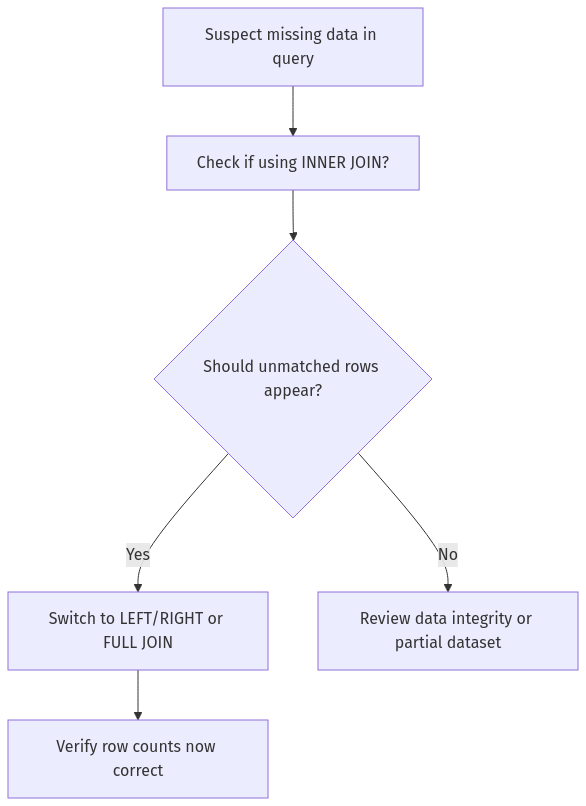 Suspect missing data in
query
Check if using INNER JOIN?
Should unmatched rows
appear?
Yes
No
Switch to LEFT/RIGHT or
FULL JOIN
Review data integrity or
partial dataset
Verify row counts now
correct